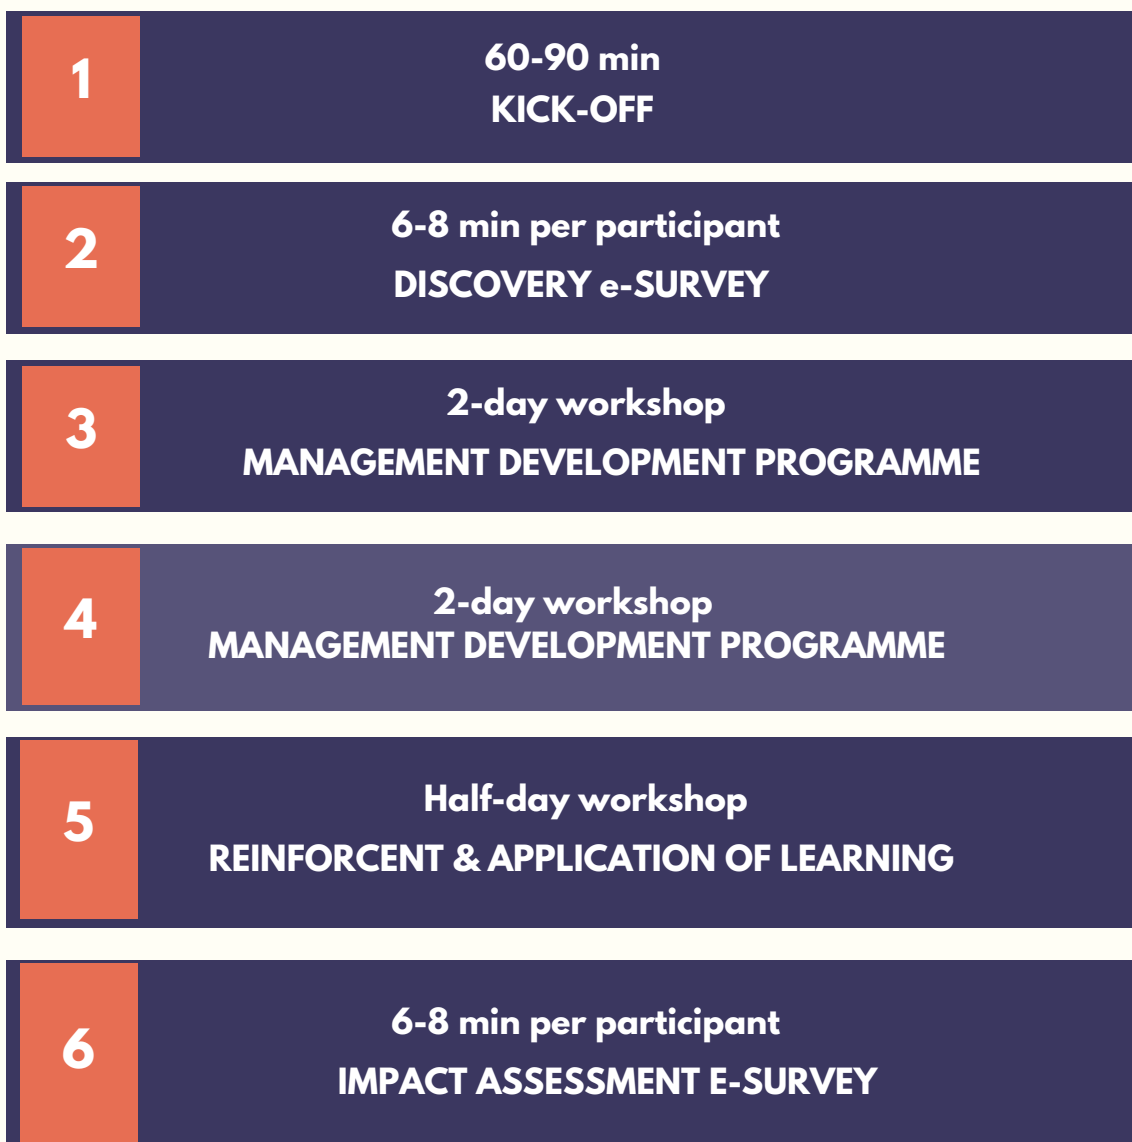 1
60-90 min
KICK-OFF
2
6-8 min per participant
DISCOVERY e-SURVEY
3
2-day workshop
MANAGEMENT DEVELOPMENT PROGRAMME
4
2-day workshop
MANAGEMENT DEVELOPMENT PROGRAMME
5
Half-day workshop
REINFORCENT & APPLICATION OF LEARNING
6
6-8 min per participant
IMPACT ASSESSMENT E-SURVEY